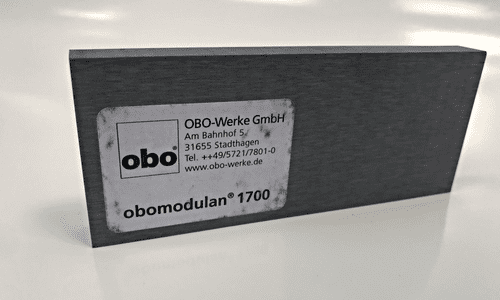 obo®
OBO-Werke GmbH
Am Bahnhof 5
31655 Stadthagen
Tel. ++49/5721/7801-0
www.obo-werke.de
obomodulan® 1700